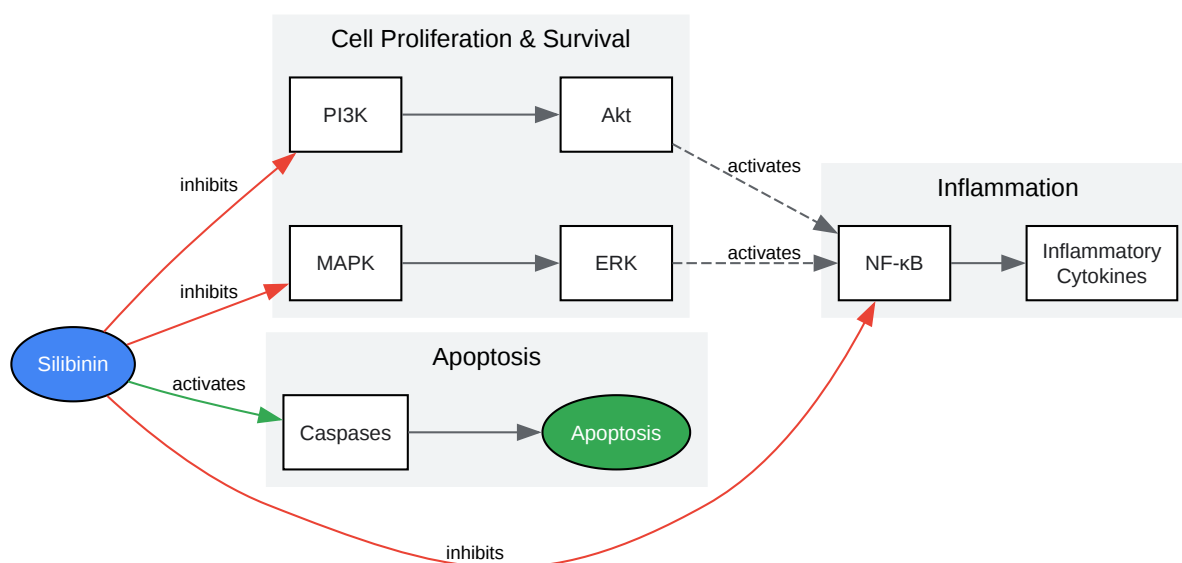 Cell Proliferation & Survival
PI3K
Akt
inhibits
activates
Inflammation
MAPK
ERK
activates
NF-κB
Inflammatory
Cytokines
inhibits
Silibinin
Apoptosis
activates
Caspases
Apoptosis
inhibits